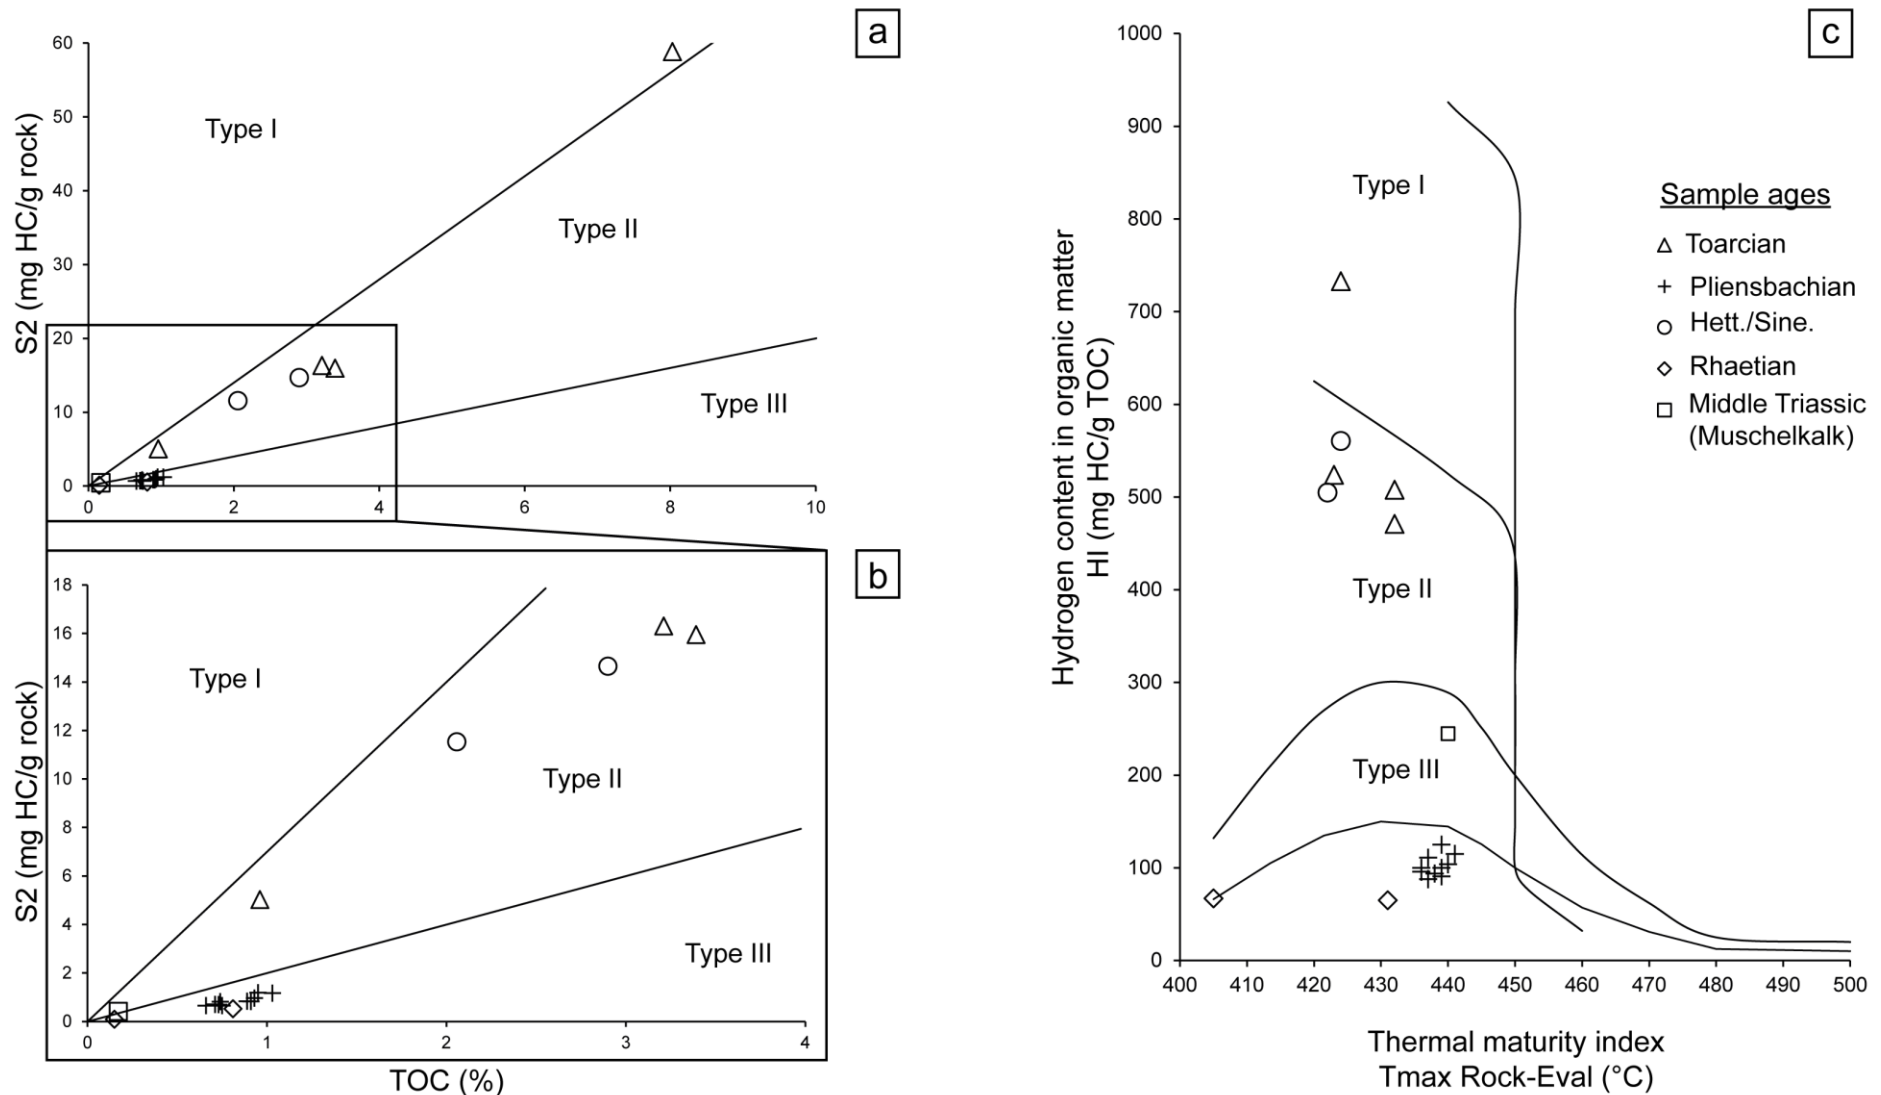 a
60
50
40
30
20
10
0
S2 (mg HC/g rock)
Type I
Type II
Type III
0 2 4 6 8 10
b
18
16
14
12
10
8
6
4
2
0
S2 (mg HC/g rock)
Type I
Type II
Type III
0 1 2 3 4
TOC (%)
c
1000
900
800
700
600
500
400
300
200
100
0
Hydrogen content in organic matter
HI (mg HC/g TOC)
Type I
Type II
Type III
400 410 420 430 440 450 460 470 480 490 500
Thermal maturity index
Tmax Rock-Eval (°C)
Sample ages
Toarcian
Pliensbachian
Hett./Sine.
Rhaetian
Middle Triassic
(Muschelkalk)